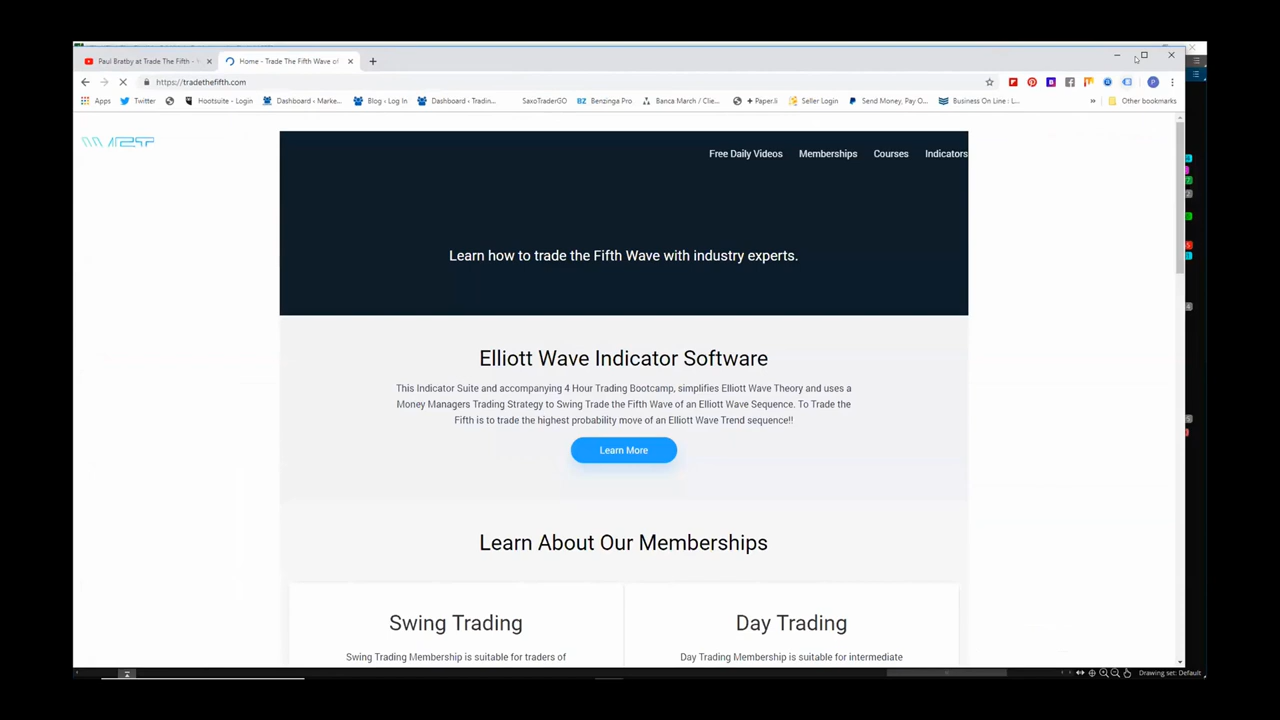 Paul Bratby at Trade The Fifth -
Home - Trade The Fifth Wave of
https://tradethefifth.com
Apps
Twitter
Hootsuite - Login
Dashboard ‹ Marke...
Blog ‹ Log In
Dashboard ‹ Tradin...
SaxoTraderGO
BZ Benzinga Pro
Banca March / Clie...
+ Paper.li
Seller Login
Send Money, Pay O...
Business On Line : L...
»
Other bookmarks
Free Daily Videos
Memberships
Courses
Indicators
Learn how to trade the Fifth Wave with industry experts.
Elliott Wave Indicator Software
This Indicator Suite and accompanying 4 Hour Trading Bootcamp, simplifies Elliott Wave Theory and uses a
Money Managers Trading Strategy to Swing Trade the Fifth Wave of an Elliott Wave Sequence. To Trade the
Fifth is to trade the highest probability move of an Elliott Wave Trend sequence!!
Learn More
Learn About Our Memberships
Swing Trading
Day Trading
Swing Trading Membership is suitable for traders of
Day Trading Membership is suitable for intermediate
Drawing set: Default